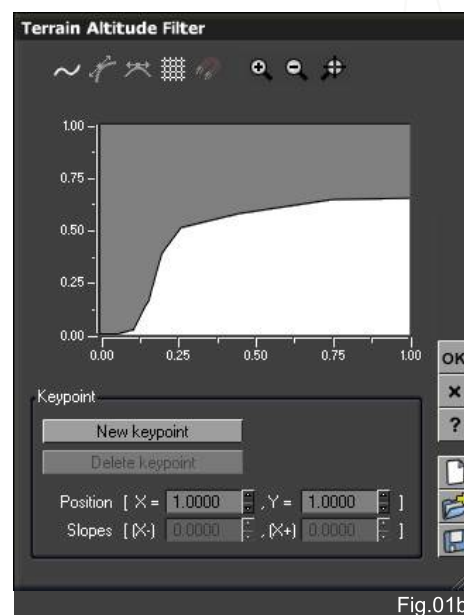 Terrain Altitude Filter
1.00
0.75
0.50
0.25
0.00
0.00 0.25 0.50 0.75 1.00
OK
×
?
Keypoint
New keypoint
Delete keypoint
Position [ X = 1.0000 , Y = 1.0000 ]
Slopes [ (X-) 0.0000 , (X+) 0.0000 ]
Fig.01b